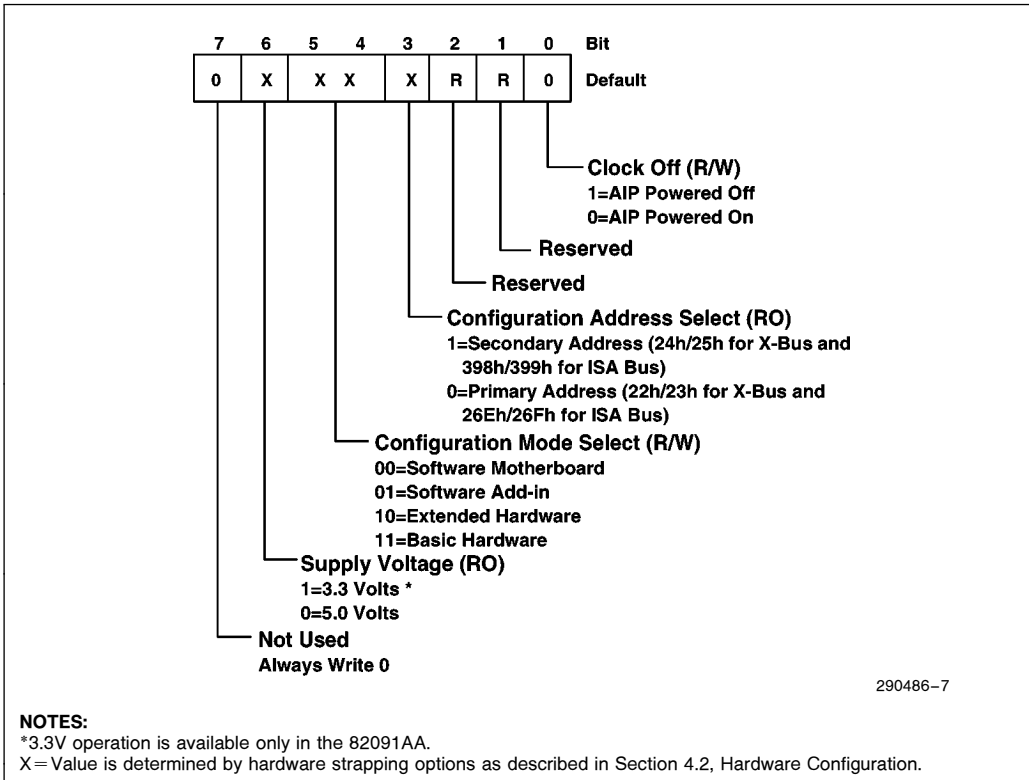 7 6 5 4 3 2 1 0 Bit
0 X X X X R R 0 Default
Clock Off (R/W)
1=AIP Powered Off
0=AIP Powered On
Reserved
Reserved
Configuration Address Select (RO)
1=Secondary Address (24h/25h for X-Bus and
398h/399h for ISA Bus)
0=Primary Address (22h/23h for X-Bus and
26Eh/26Fh for ISA Bus)
Configuration Mode Select (R/W)
00=Software Motherboard
01=Software Add-in
10=Extended Hardware
11=Basic Hardware
Supply Voltage (RO)
1=3.3 Volts *
0=5.0 Volts
Not Used
Always Write 0
290486–7
NOTES:
*3.3V operation is available only in the 82091AA.
X=Value is determined by hardware strapping options as described in Section 4.2, Hardware Configuration.